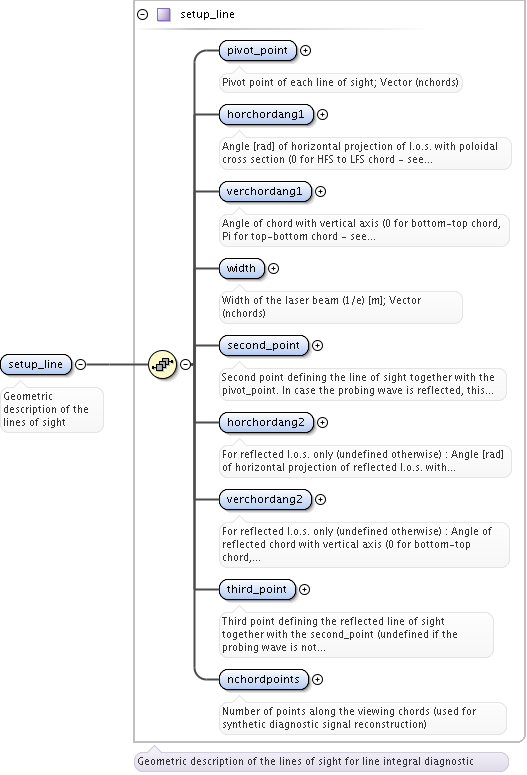 setup_line
pivot_point
Pivot point of each line of sight; Vector (nchords)
horchordang1
Angle [rad] of horizontal projection of l.o.s. with poloidal
cross section (0 for HFS to LFS chord - see...
verchordang1
Angle of chord with vertical axis (0 for bottom-top chord,
Pi for top-bottom chord - see...
width
Width of the laser beam (1/e) [m]; Vector
(nchords)
second_point
Second point defining the line of sight together with the
pivot_point. In case the probing wave is reflected, this...
setup_line
Geometric
description of the
lines of sight
horchordang2
For reflected l.o.s. only (undefined otherwise) : Angle [rad]
of horizontal projection of reflected l.o.s. with...
verchordang2
For reflected l.o.s. only (undefined otherwise) : Angle of
reflected chord with vertical axis (0 for bottom-top
chord,...
third_point
Third point defining the reflected line of sight
together with the second_point (undefined if the
probing wave is not...
nchordpoints
Number of points along the viewing chords (used for
synthetic diagnostic signal reconstruction)
Geometric description of the lines of sight for line integral diagnostic